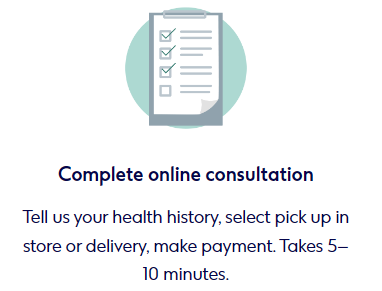 Complete online consultation
Tell us your health history, select pick up in
store or delivery, make payment. Takes 5–
10 minutes.